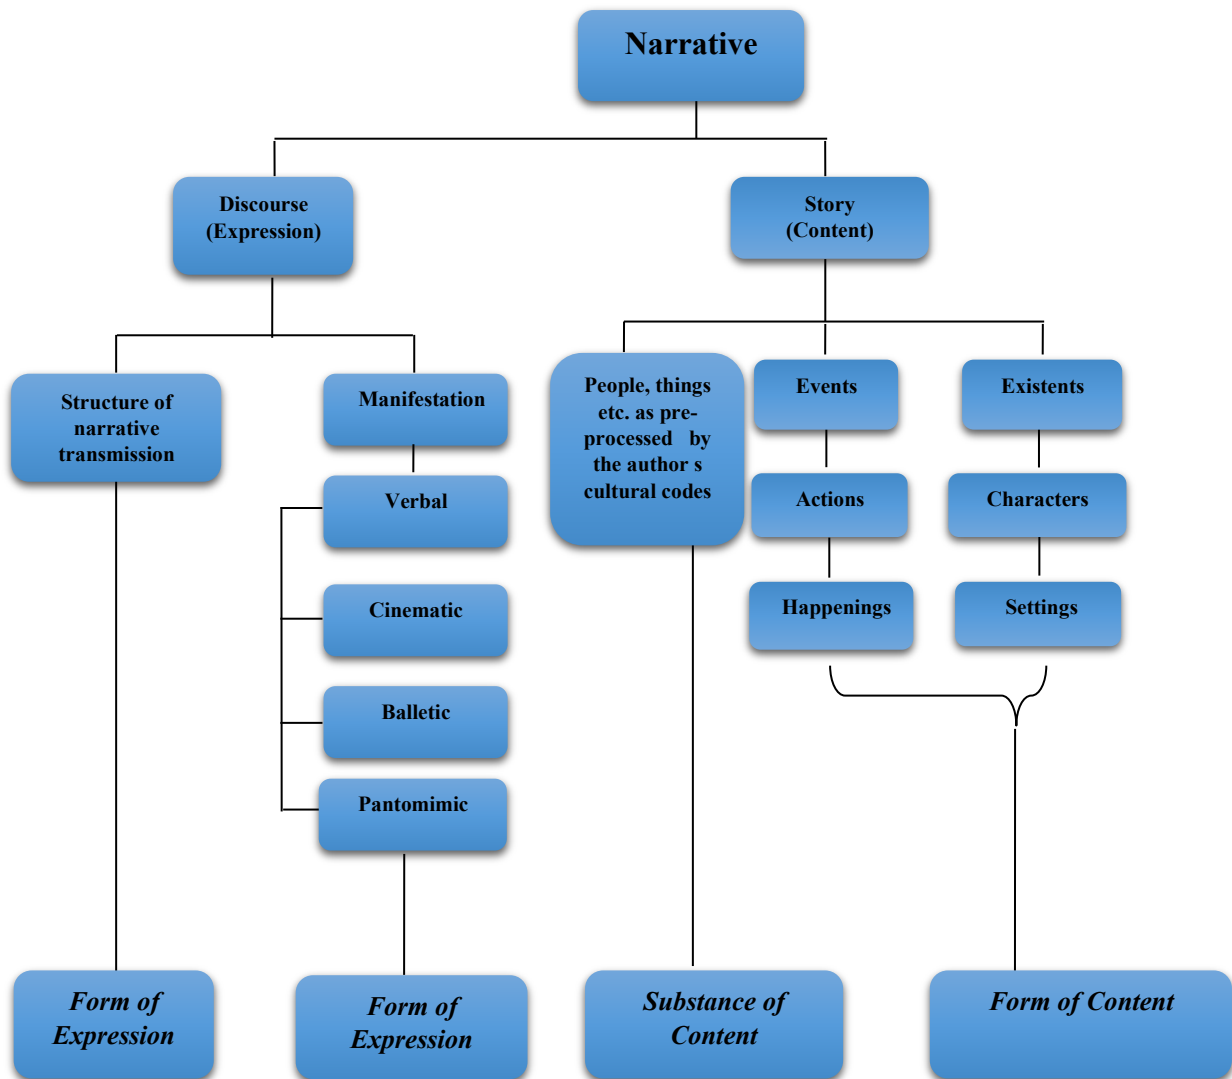 Narrative
Discourse
(Expression)
Story
(Content)
Structure of
narrative
transmission
Manifestation
Verbal
Cinematic
Balletic
Pantomimic
People, things
etc. as pre-
processed by
the author s
cultural codes
Events
Actions
Happenings
Existents
Characters
Settings
Form of
Expression
Form of
Expression
Substance of
Content
Form of Content